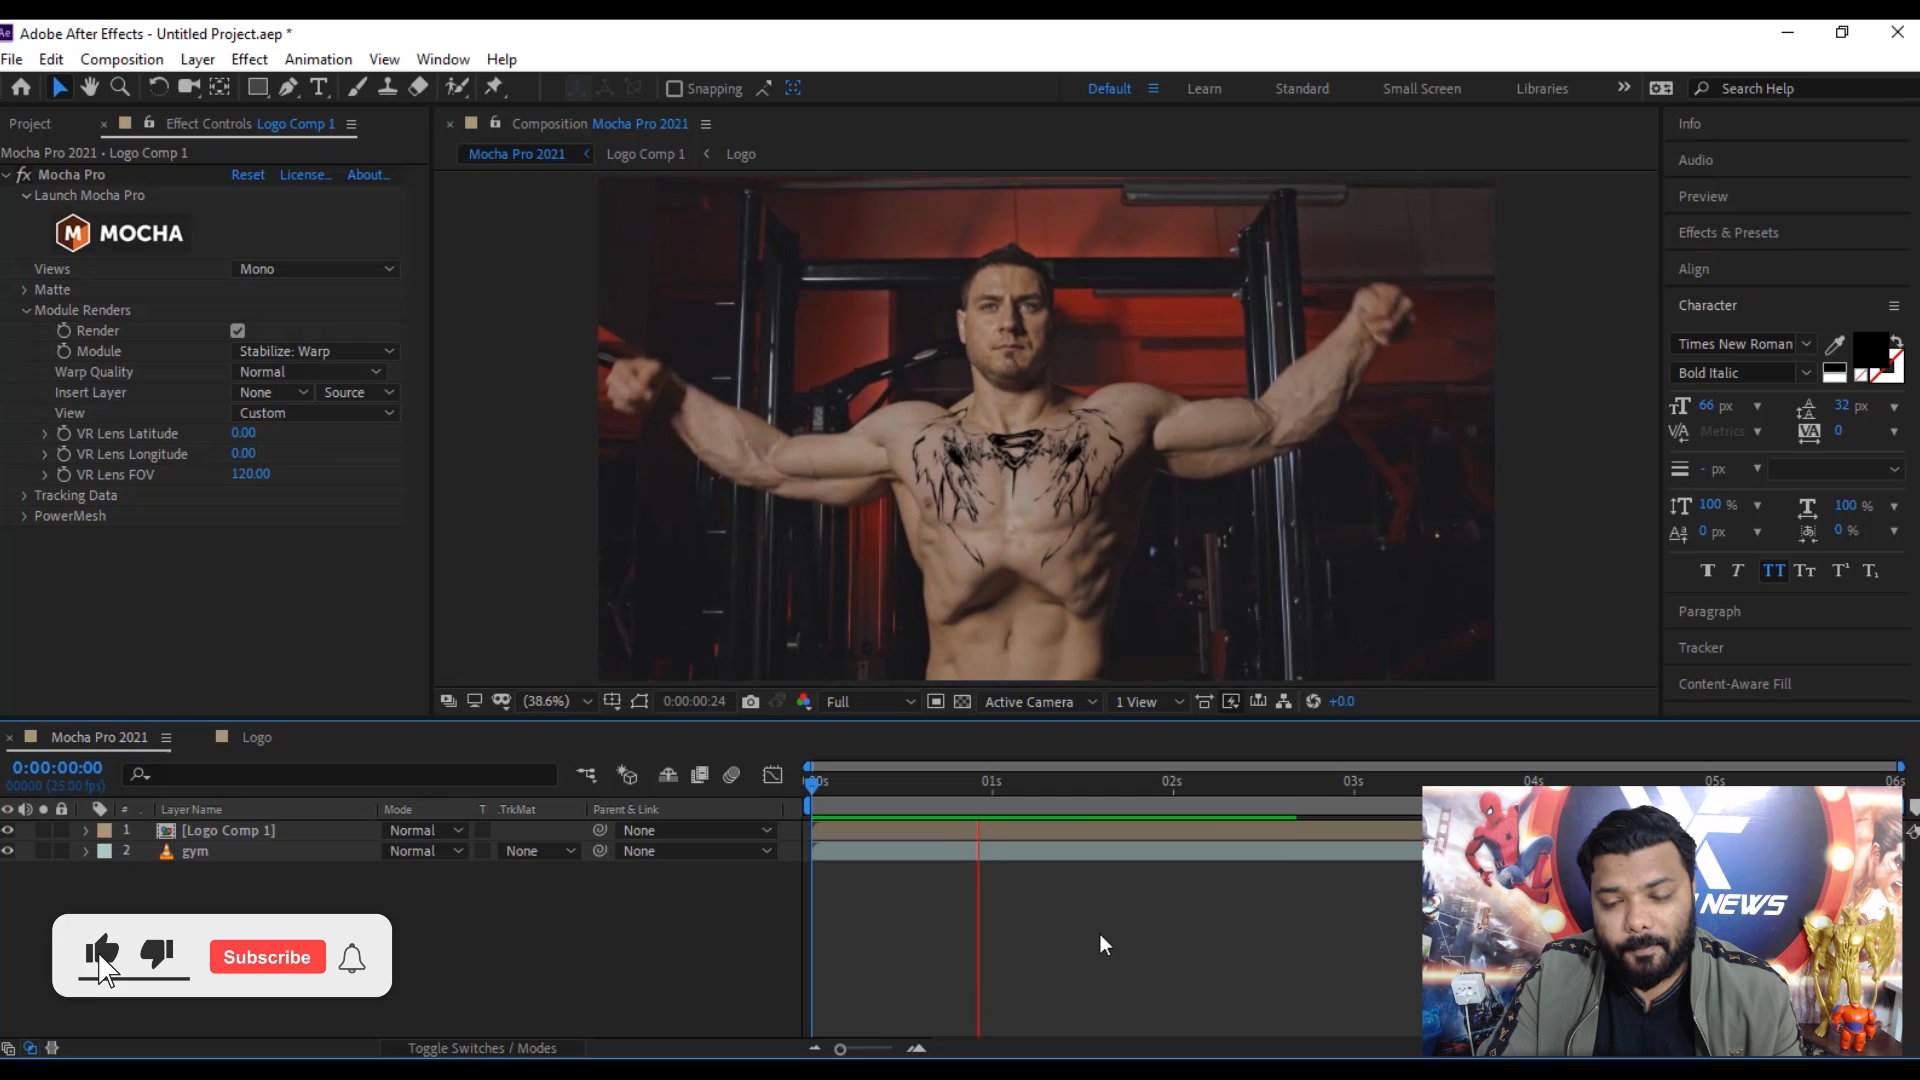 Ae Adobe After Effects - Untitled Project.aep *
File Edit Composition Layer Effect Animation View Window Help
Snapping Default Learn Standard Small Screen Libraries Search Help
Project Effect Controls Logo Comp 1
Composition Mocha Pro 2021
Mocha Pro 2021 • Logo Comp 1
Mocha Pro 2021 Logo Comp 1 Logo
fx Mocha Pro Reset License... About...
Launch Mocha Pro
M MOCHA
Views Mono
Matte
Module Renders
Render
Module Stabilize: Warp
Warp Quality Normal
Insert Layer None Source
View Custom
VR Lens Latitude 0.00
VR Lens Longitude 0.00
VR Lens FOV 120.00
Tracking Data
PowerMesh
(38.6%) 0:00:00:24 Full Active Camera 1 View +0.0
Info
Audio
Preview
Effects & Presets
Align
Character
Times New Roman
Bold Italic
66 px 32 px
Metrics 0
- px
100 % 100 %
0 px 0 %
T T TT Tт T¹ T₁
Paragraph
Tracker
Content-Aware Fill
Mocha Pro 2021 Logo
0:00:00:00
00000 (25.00 fps)
:00s 01s 02s 03s 04s 05s 06s
# Layer Name Mode T .TrkMat Parent & Link
1 [Logo Comp 1] Normal None
2 gym Normal None None
Subscribe
NEWS
Toggle Switches / Modes